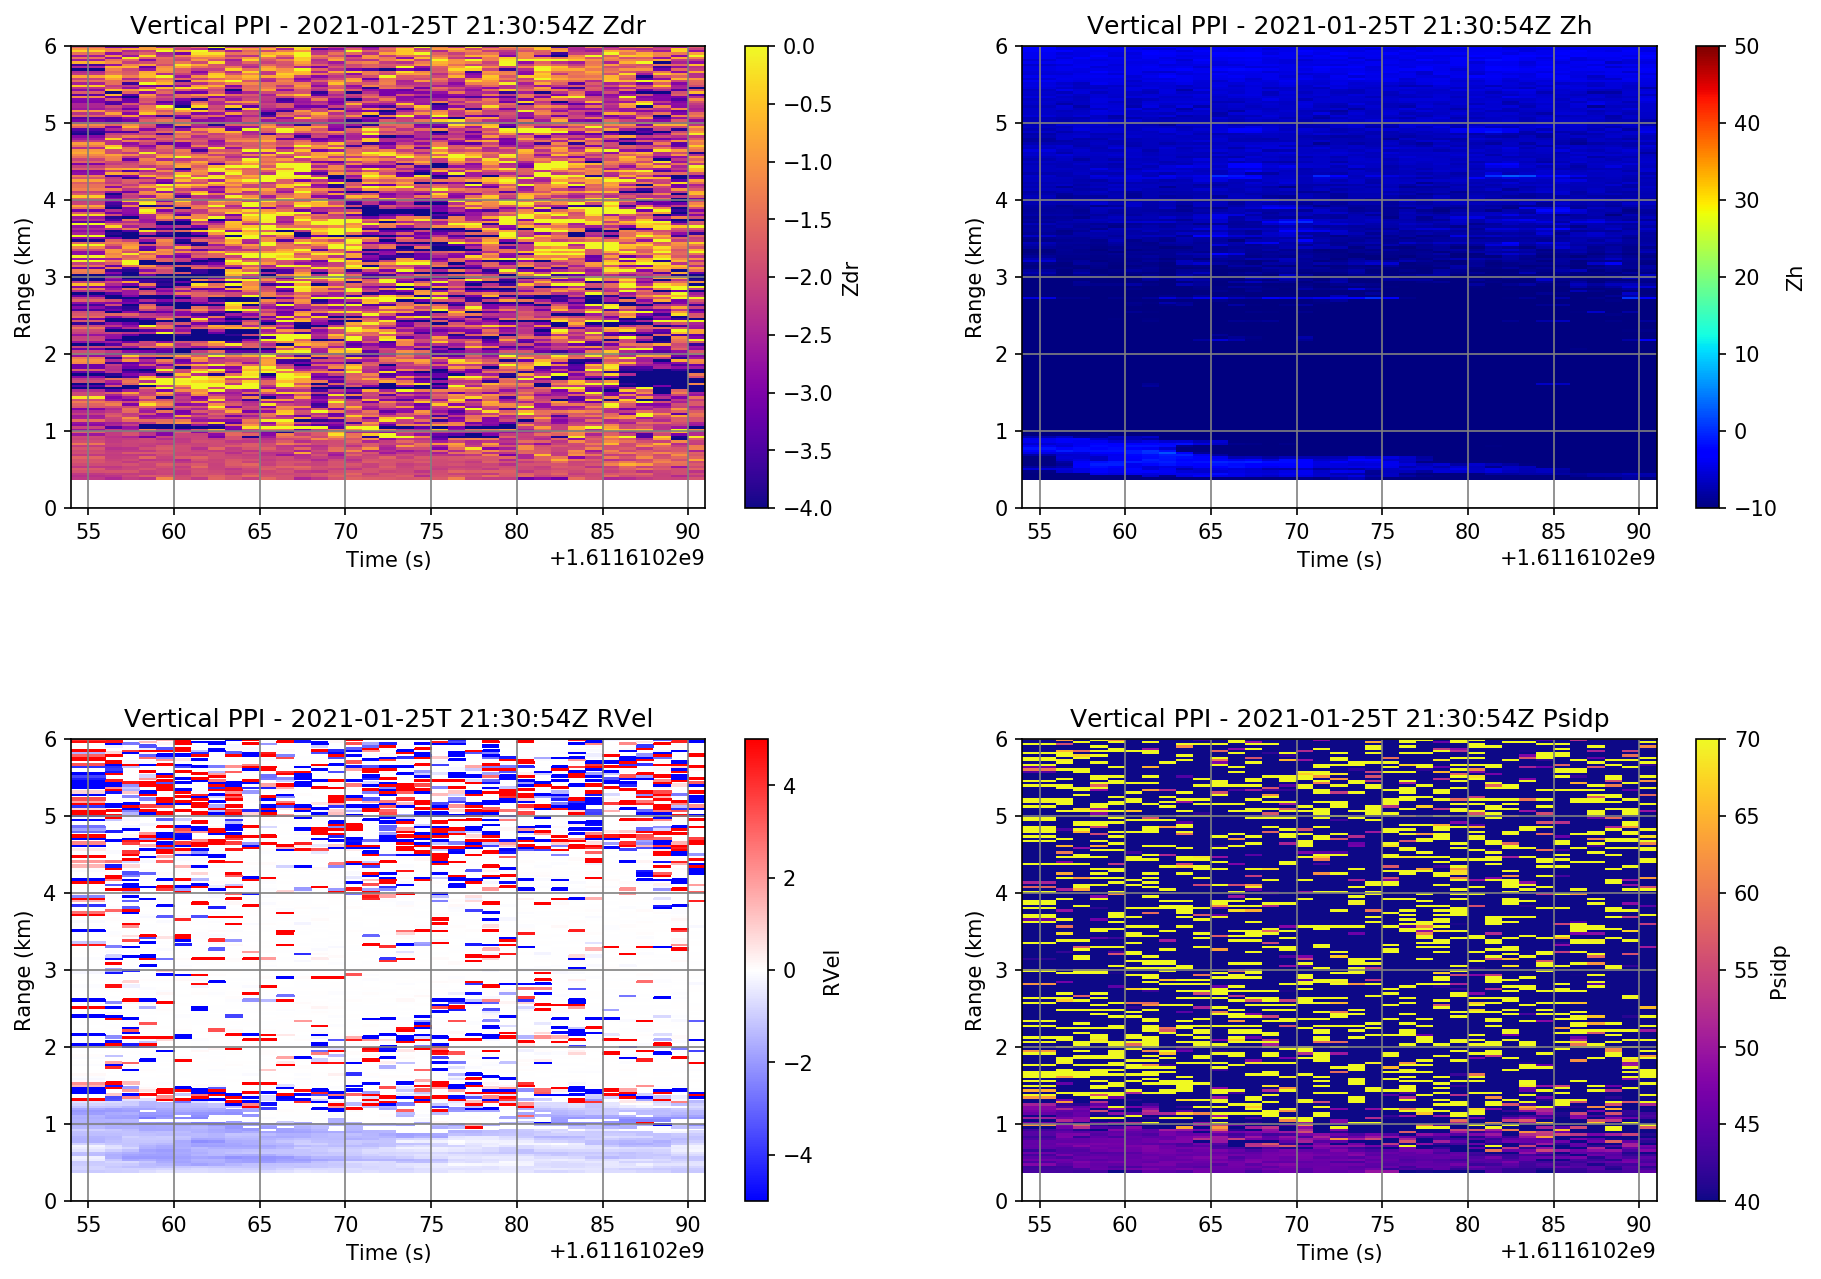 Vertical PPI - 2021-01-25T 21:30:54Z Zdr
6
5
4
3
2
1
0
Range (km)
55 60 65 70 75 80 85 90
Time (s)
+1.6116102e9
0.0
−0.5
−1.0
−1.5
−2.0
−2.5
−3.0
−3.5
−4.0
Zdr
Vertical PPI - 2021-01-25T 21:30:54Z Zh
6
5
4
3
2
1
0
Range (km)
55 60 65 70 75 80 85 90
Time (s)
+1.6116102e9
50
40
30
20
10
0
−10
Zh
Vertical PPI - 2021-01-25T 21:30:54Z RVel
6
5
4
3
2
1
0
Range (km)
55 60 65 70 75 80 85 90
Time (s)
+1.6116102e9
4
2
0
−2
−4
RVel
Vertical PPI - 2021-01-25T 21:30:54Z Psidp
6
5
4
3
2
1
0
Range (km)
55 60 65 70 75 80 85 90
Time (s)
+1.6116102e9
70
65
60
55
50
45
40
Psidp